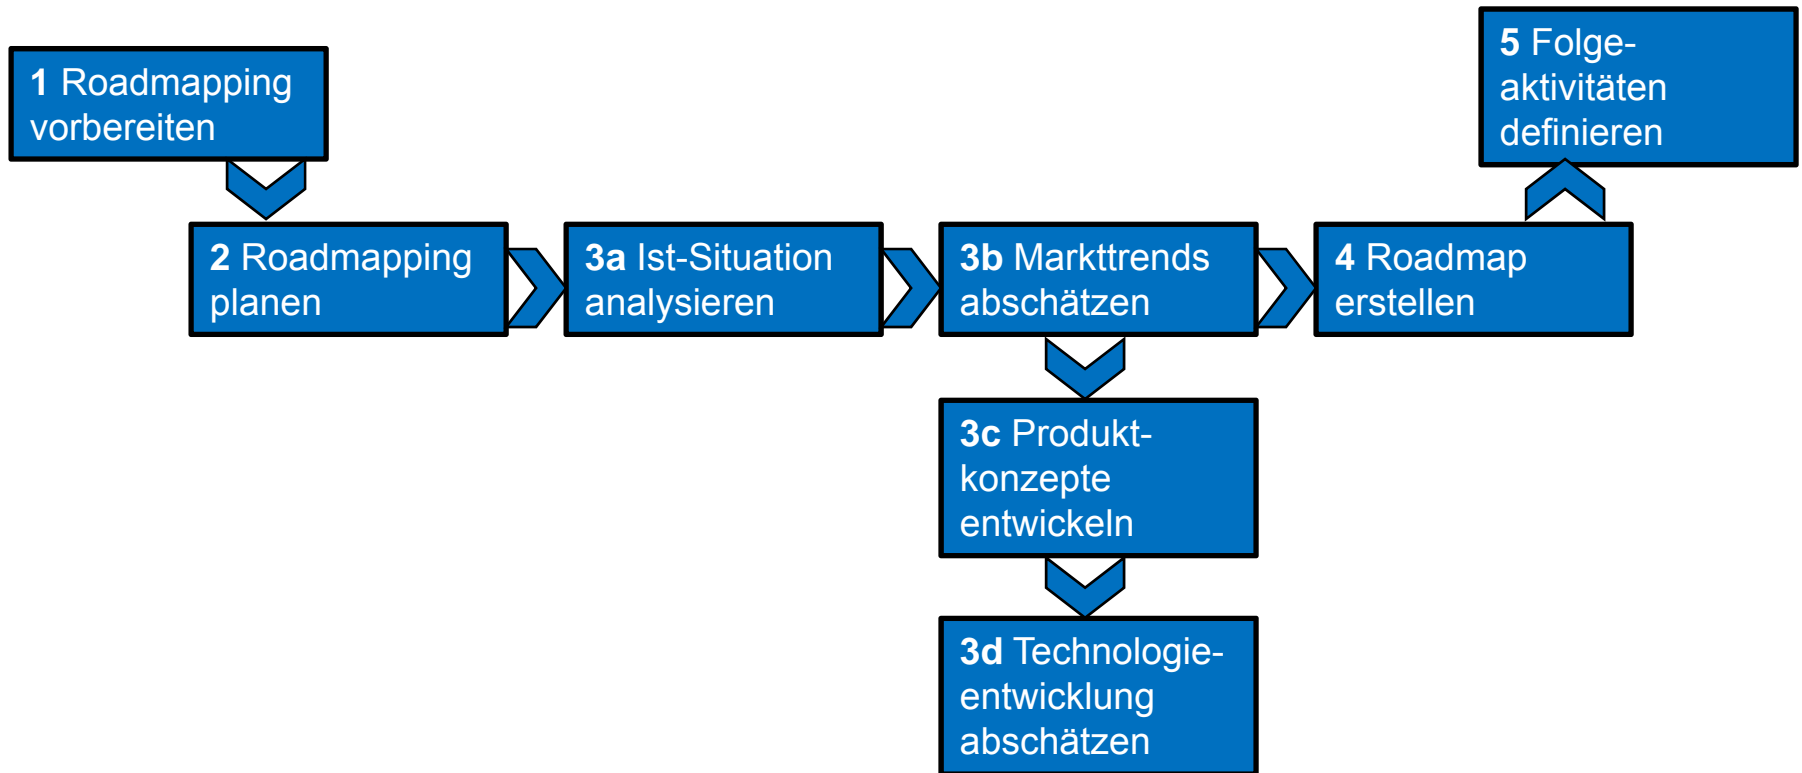 1 Roadmapping
vorbereiten
2 Roadmapping
planen
3a Ist-Situation
analysieren
3b Markttrends
abschätzen
3c Produkt-
konzepte
entwickeln
3d Technologie-
entwicklung
abschätzen
4 Roadmap
erstellen
5 Folge-
aktivitäten
definieren